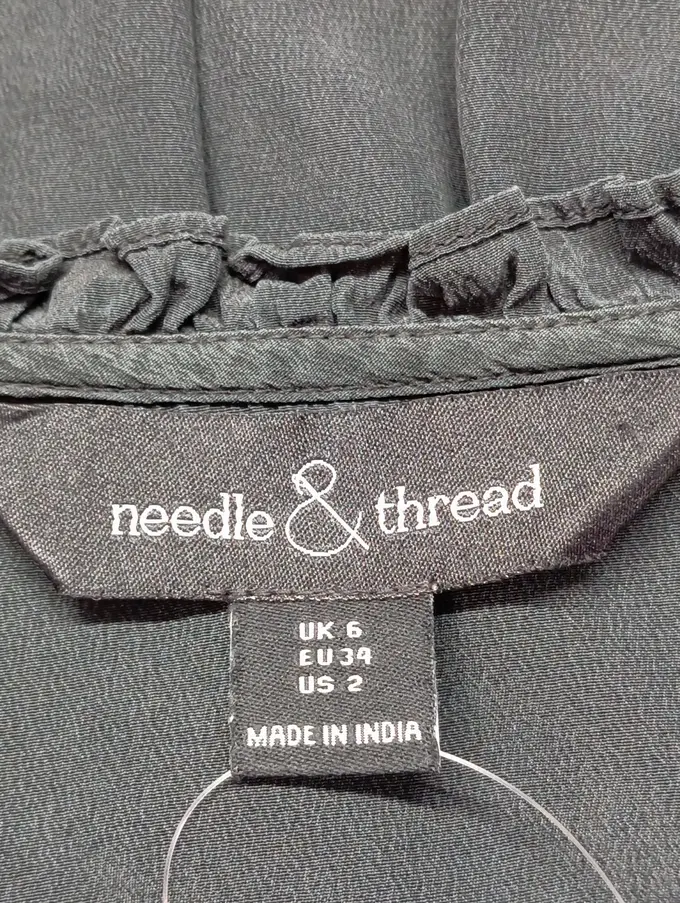 needle & thread
UK 6
EU 34
US 2
MADE IN INDIA